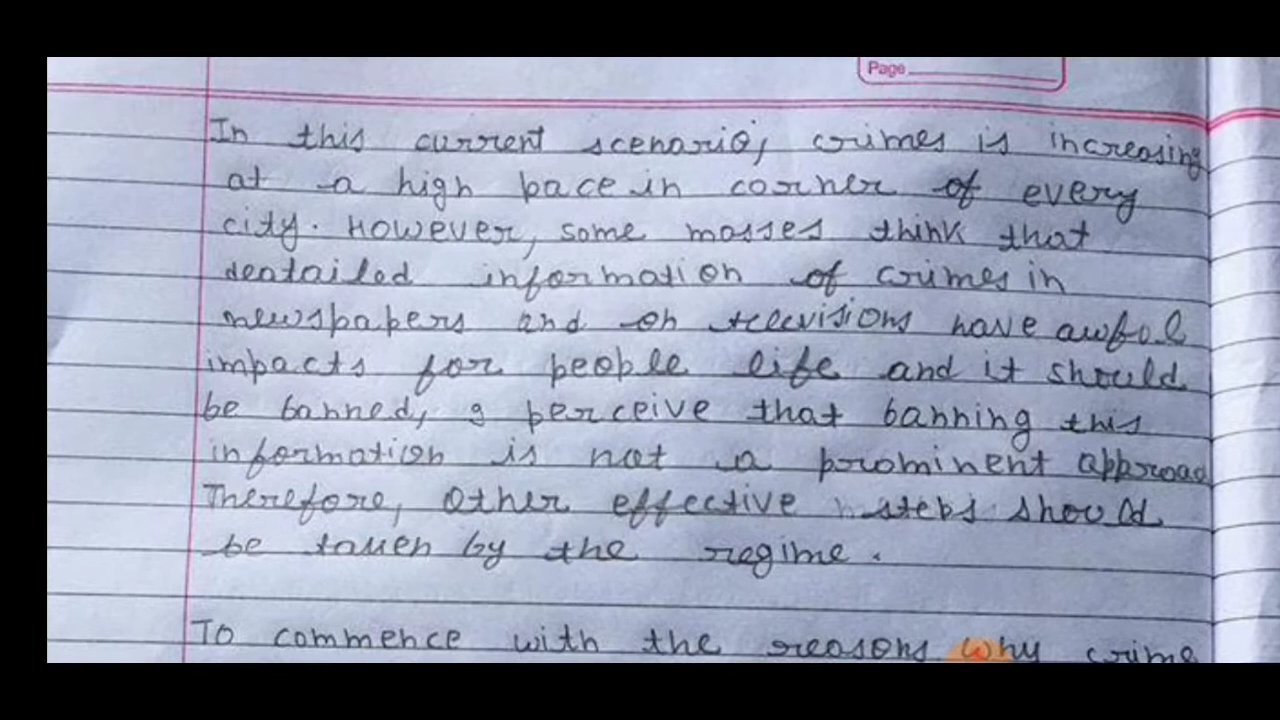 Page
In this current scenario, crimes is increasing
at a high pace in corner of every
city. However, some masses think that
deatailed information of crimes in
newspapers and on televisions have awful
impacts for people life and it should
be banned, I perceive that banning this
information is not a prominent approac
Therefore, other effective steps should
be taken by the regime.
To commence with the reasons why crime